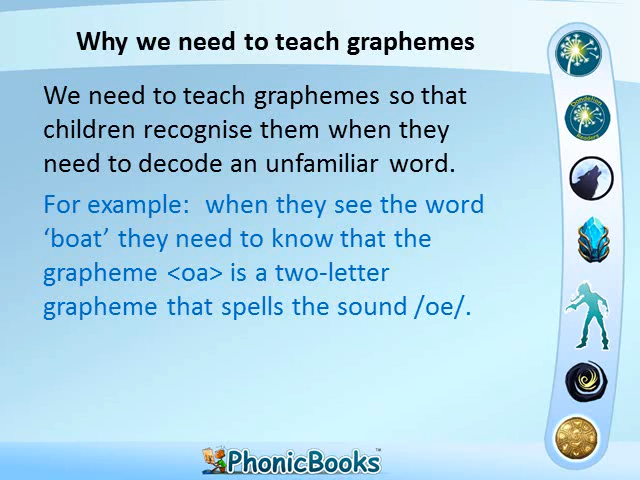 Why we need to teach graphemes
We need to teach graphemes so that
children recognise them when they
need to decode an unfamiliar word.
For example:  when they see the word
‘boat’ they need to know that the
grapheme <oa> is a two-letter
grapheme that spells the sound /oe/.
PhonicBooks™